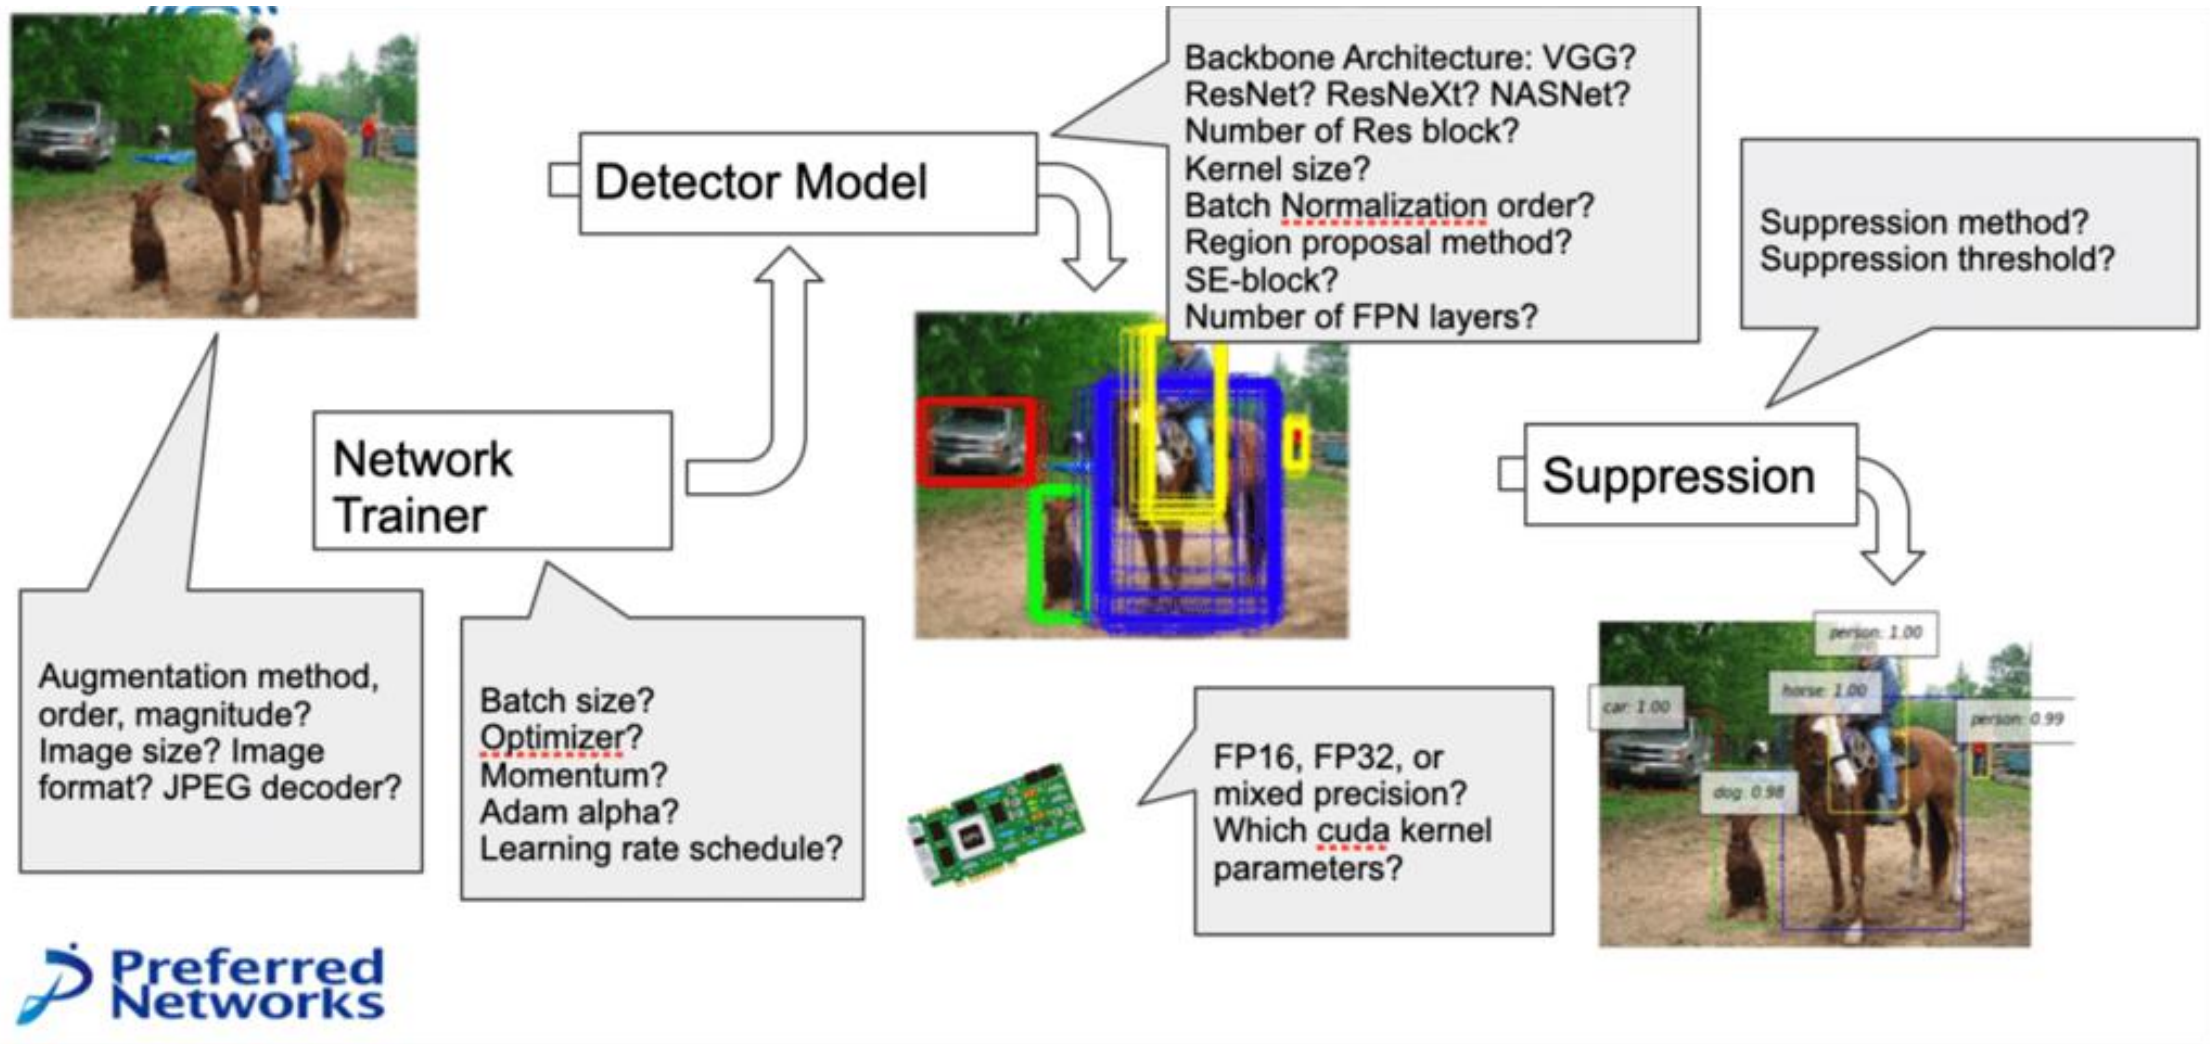 Backbone Architecture: VGG?
ResNet? ResNeXt? NASNet?
Number of Res block?
Kernel size?
Batch Normalization order?
Region proposal method?
SE-block?
Number of FPN layers?
Detector Model
Suppression method?
Suppression threshold?
Network
Trainer
Suppression
Augmentation method,
order, magnitude?
Image size? Image
format? JPEG decoder?
Batch size?
Optimizer?
Momentum?
Adam alpha?
Learning rate schedule?
FP16, FP32, or
mixed precision?
Which cuda kernel
parameters?
person: 1.00
horse: 1.00
car: 1.00
person: 0.99
dog: 0.98
Preferred
Networks